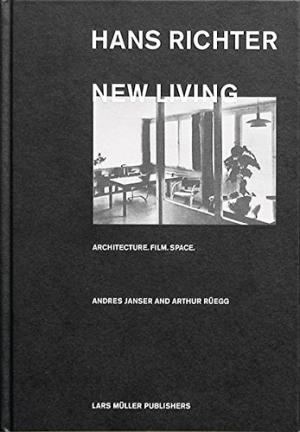 HANS RICHTER
NEW LIVING
ARCHITECTURE. FILM. SPACE.
ANDRES JANSER AND ARTHUR RÜEGG
LARS MÜLLER PUBLISHERS